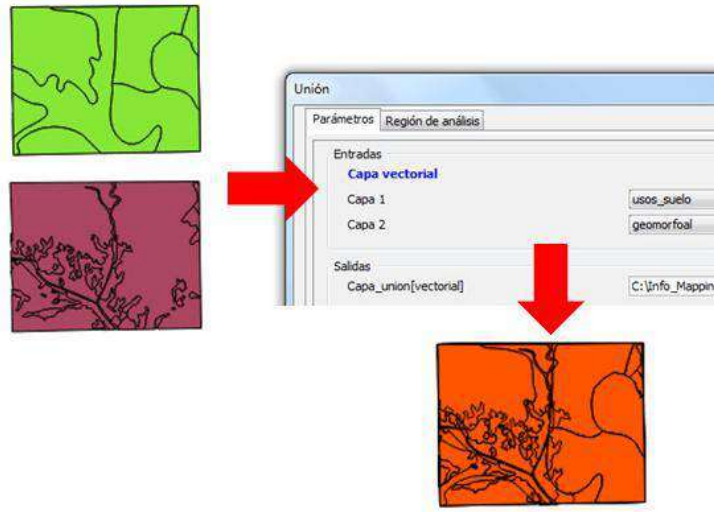 Unión
Parámetros Región de análisis
Entradas
Capa vectorial
Capa 1 usos_suelo
Capa 2 geomorfoal
Salidas
Capa_union[vectorial] C:\Info_Mappin